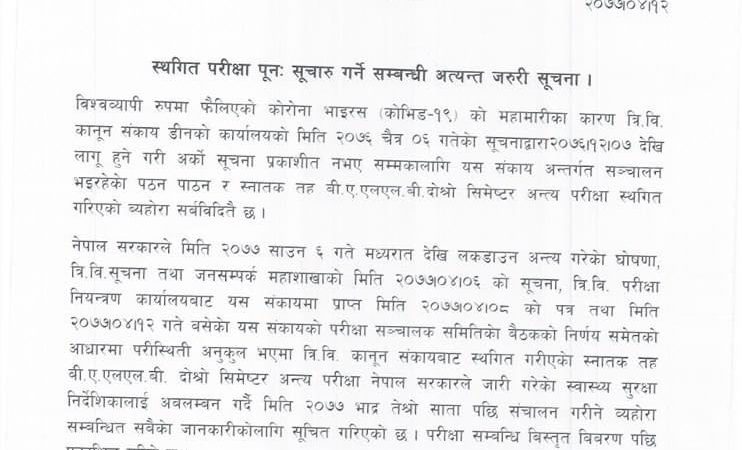 २०७७।०४।१२
स्थगित परीक्षा पूनः सूचारु गर्ने सम्बन्धी अत्यन्त जरुरी सूचना ।
विश्वव्यापी रुपमा फैलिएको कोरोना भाइरस (कोभिड-१९) को महामारीका कारण त्रि.वि.
कानून संकाय डीनको कार्यालयको मिति २०७६ चैत्र ०६ गतेको सूचनाद्वारा२०७६।१२।०७ देखि
लागू हुने गरी अर्को सूचना प्रकाशीत नभए सम्मकालागि यस संकाय अन्तर्गत सञ्चालन
भइरहेको पठन पाठन र स्नातक तह बी.ए.एलएल.बी.दोश्रो सिमेष्टर अन्त्य परीक्षा स्थगित
गरिएको व्यहोरा सर्बविदितै छ ।
नेपाल सरकारले मिति २०७७ साउन ६ गते मध्यरात देखि लकडाउन अन्त्य गरेको घोषणा,
त्रि.वि.सूचना तथा जनसम्पर्क महाशाखाको मिति २०७७।०४।०६ को सूचना, त्रि.वि. परीक्षा
नियन्त्रण कार्यालयबाट यस संकायमा प्राप्त मिति २०७७।०४।०८ को पत्र तथा मिति
२०७७।०४।१२ गते बसेको यस संकायको परीक्षा सञ्चालक समितिको बैठकको निर्णय समेतको
आधारमा परीस्थिती अनुकुल भएमा त्रि.वि. कानून संकायबाट स्थगित गरीएको स्नातक तह
बी.ए.एलएल.बी. दोश्रो सिमेष्टर अन्त्य परीक्षा नेपाल सरकारले जारी गरेको स्वास्थ्य सुरक्षा
निर्देशिकालाई अवलम्बन गर्दै मिति २०७७ भाद्र तेश्रो साता पछि संचालन गरीने व्यहोरा
सम्बन्धित सबैको जानकारीकोलागि सूचित गरिएको छ । परीक्षा सम्बन्धि बिस्तृत बिबरण पछि